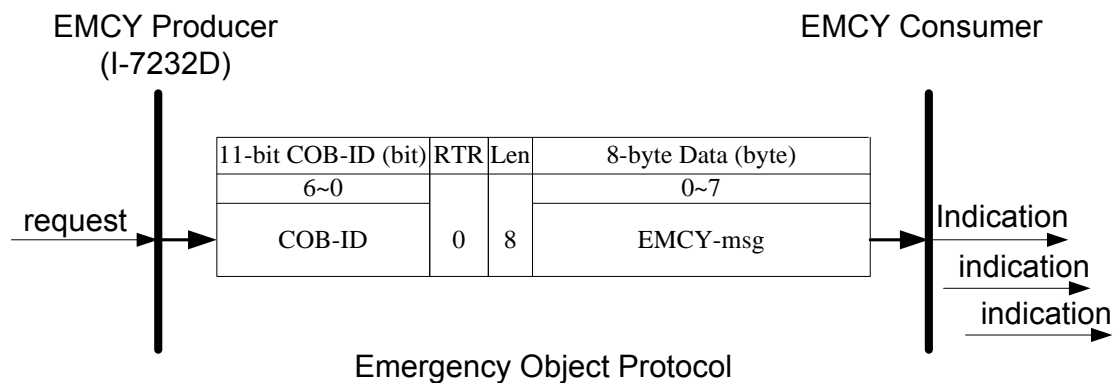 EMCY Producer
(I-7232D)
EMCY Consumer
11-bit COB-ID (bit) RTR Len 8-byte Data (byte)
6~0 0~7
request
COB-ID 0 8 EMCY-msg
Indication
indication
indication
Emergency Object Protocol